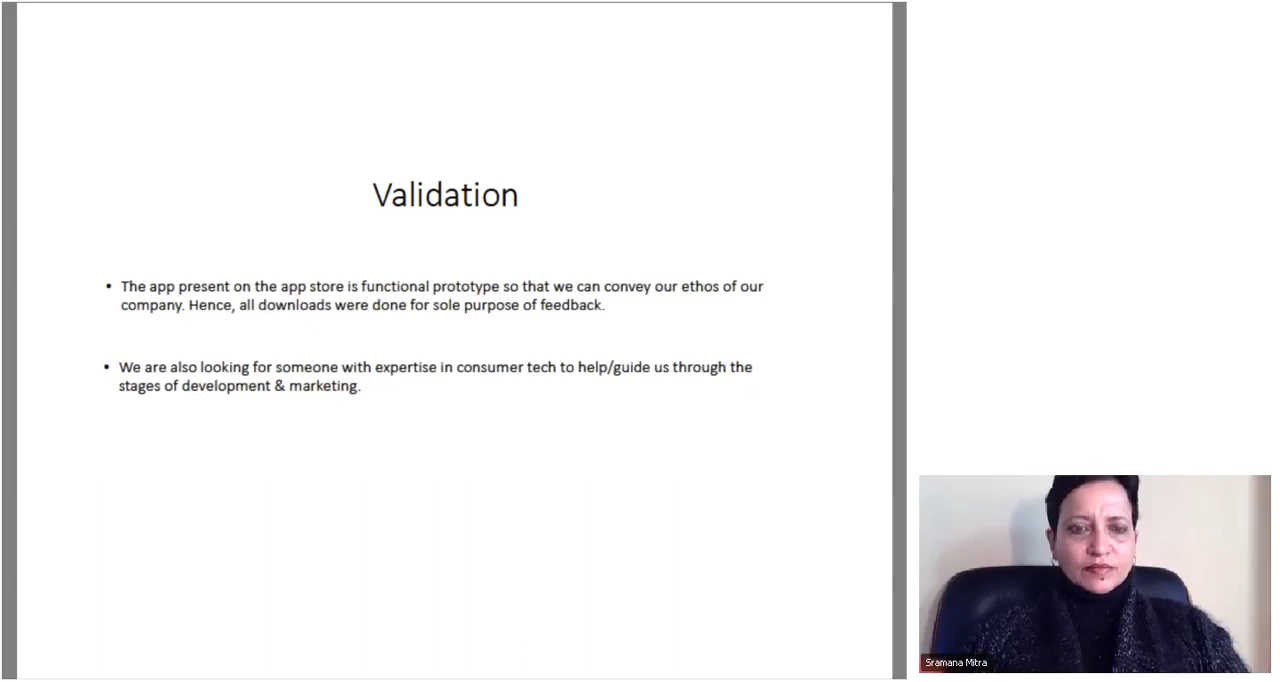 Validation
• The app present on the app store is functional prototype so that we can convey our ethos of our
company. Hence, all downloads were done for sole purpose of feedback.
• We are also looking for someone with expertise in consumer tech to help/guide us through the
stages of development & marketing.
Sramana Mitra